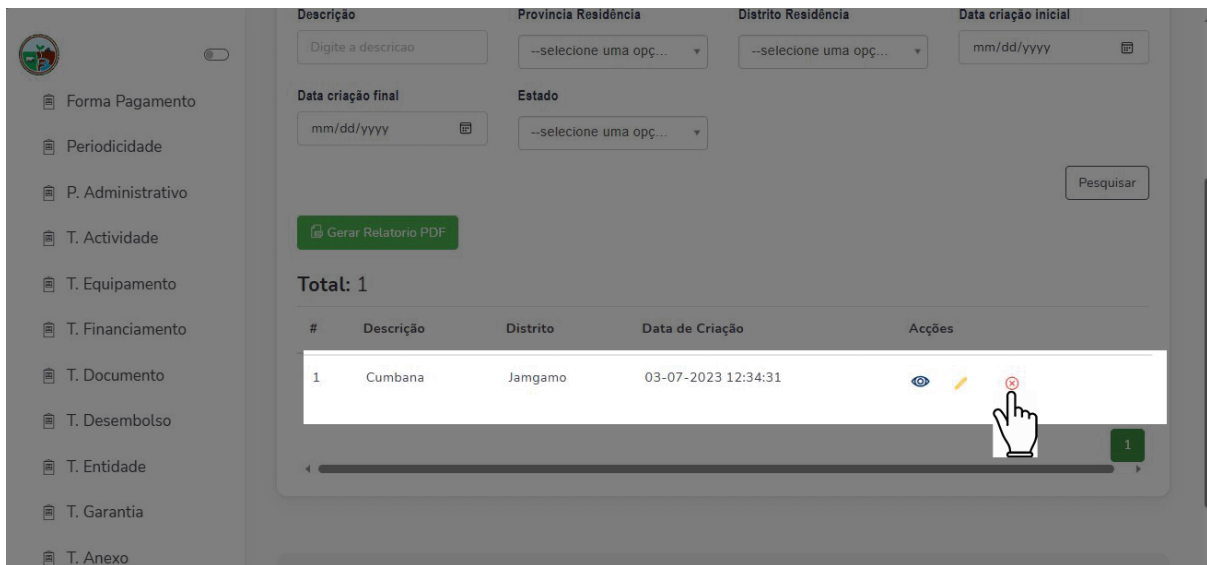 Descrição Provincia Residência Distrito Residência Data criação inicial
Digite a descricao --selecione uma opç... --selecione uma opç... mm/dd/yyyy
Data criação final Estado
mm/dd/yyyy --selecione uma opç...
Pesquisar
Gerar Relatorio PDF
Total: 1
# Descrição Distrito Data de Criação Acções
1 Cumbana Jamgamo 03-07-2023 12:34:31
1
Forma Pagamento
Periodicidade
P. Administrativo
T. Actividade
T. Equipamento
T. Financiamento
T. Documento
T. Desembolso
T. Entidade
T. Garantia
T. Anexo